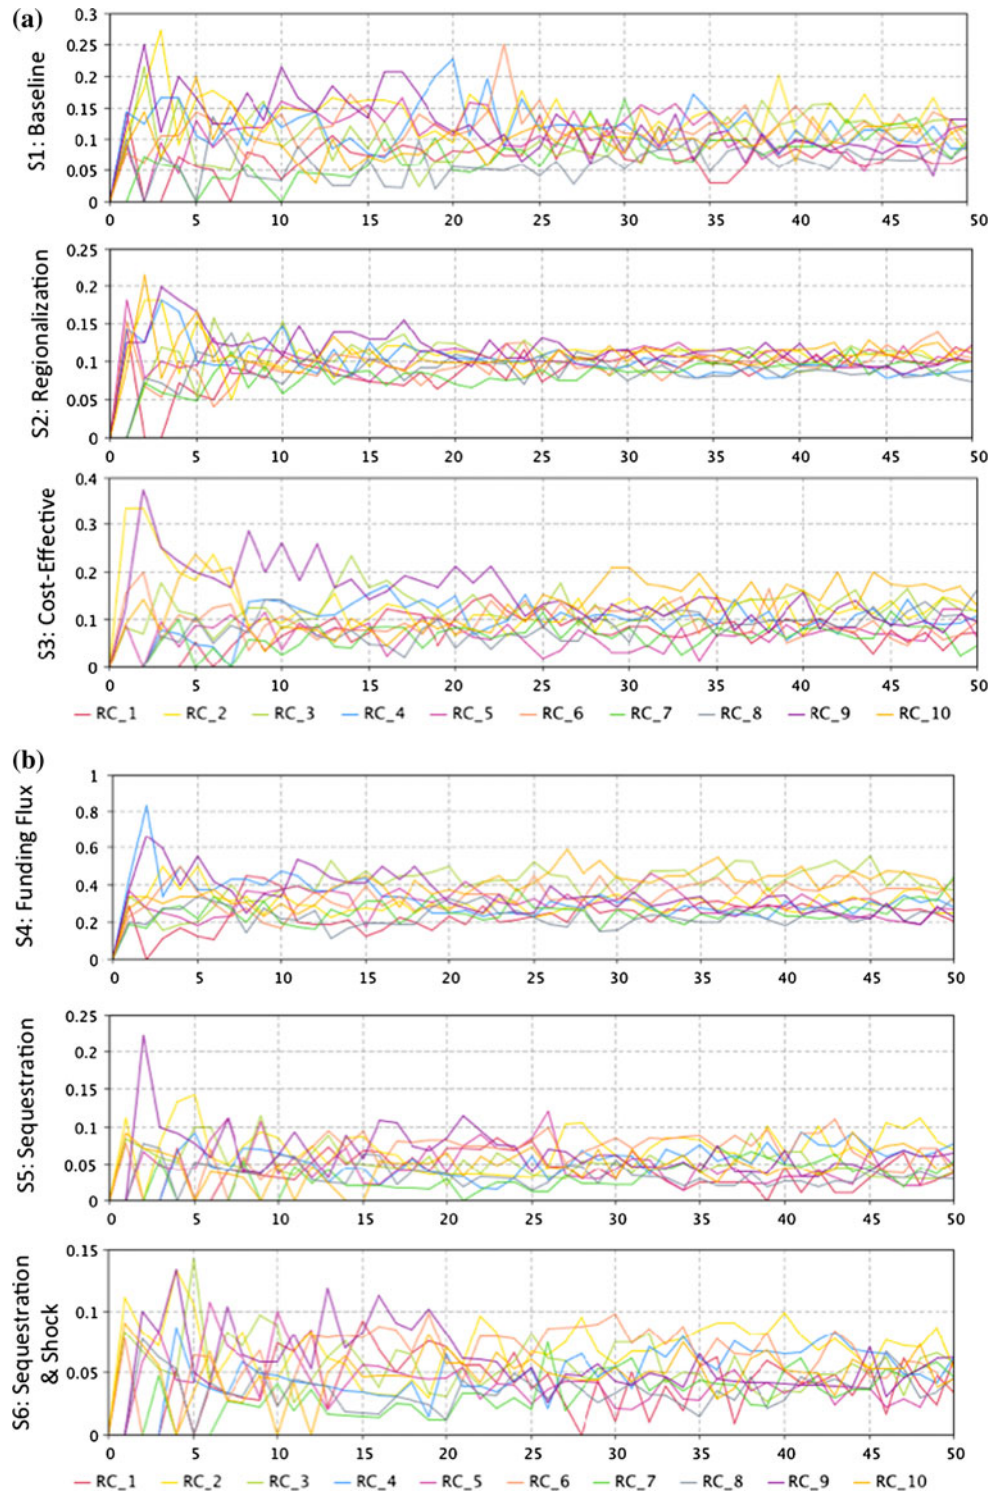 (a)
S1: Baseline
0.3
0.25
0.2
0.15
0.1
0.05
0
0 5 10 15 20 25 30 35 40 45 50
S2: Regionalization
0.25
0.2
0.15
0.1
0.05
0
0 5 10 15 20 25 30 35 40 45 50
S3: Cost-Effective
0.4
0.3
0.2
0.1
0
0 5 10 15 20 25 30 35 40 45 50
RC_1 RC_2 RC_3 RC_4 RC_5 RC_6 RC_7 RC_8 RC_9 RC_10
(b)
S4: Funding Flux
1
0.8
0.6
0.4
0.2
0
0 5 10 15 20 25 30 35 40 45 50
S5: Sequestration
0.25
0.2
0.15
0.1
0.05
0
0 5 10 15 20 25 30 35 40 45 50
S6: Sequestration
& Shock
0.15
0.1
0.05
0
0 5 10 15 20 25 30 35 40 45 50
RC_1 RC_2 RC_3 RC_4 RC_5 RC_6 RC_7 RC_8 RC_9 RC_10